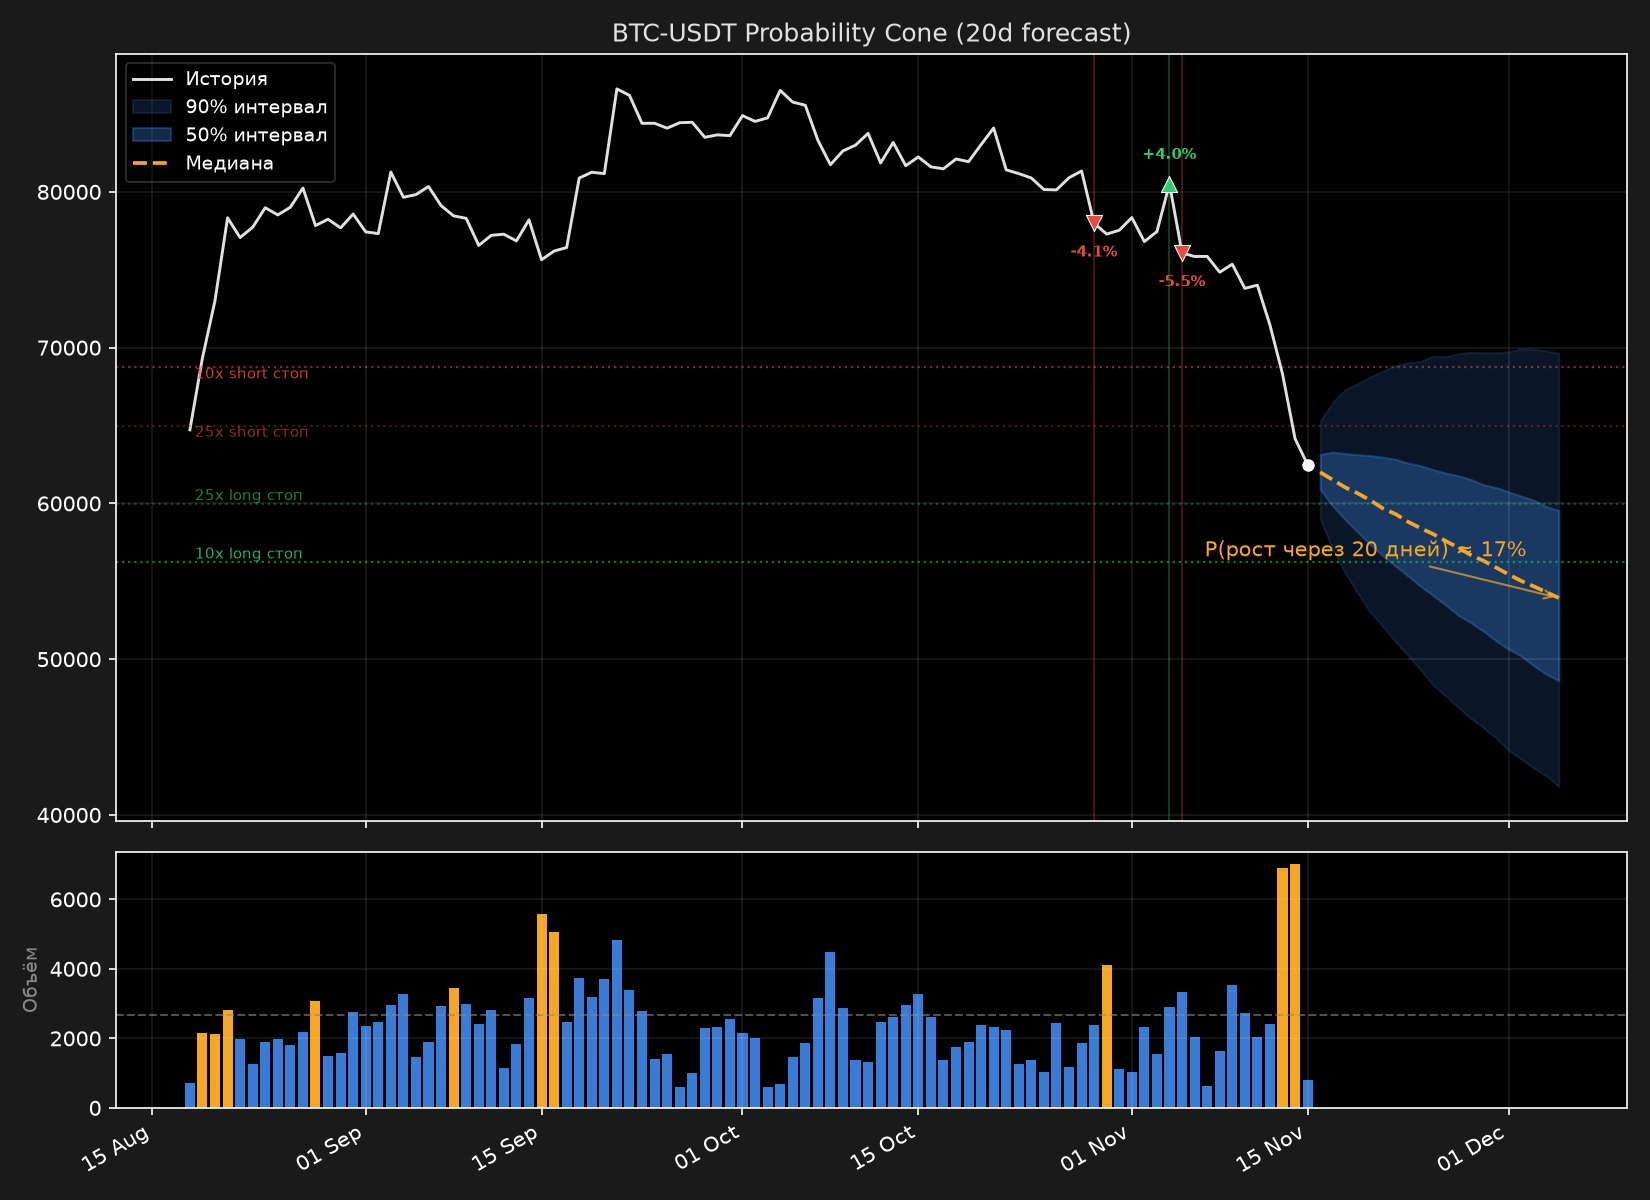 BTC-USDT Probability Cone (20d forecast)
История
90% интервал
50% интервал
Медиана
80000
70000
60000
50000
40000
+4.0%
-4.1%
-5.5%
10x short стоп
25x short стоп
25x long стоп
10x long стоп
P(рост через 20 дней) ≈ 17%
Объём
6000
4000
2000
0
15 Aug
01 Sep
15 Sep
01 Oct
15 Oct
01 Nov
15 Nov
01 Dec